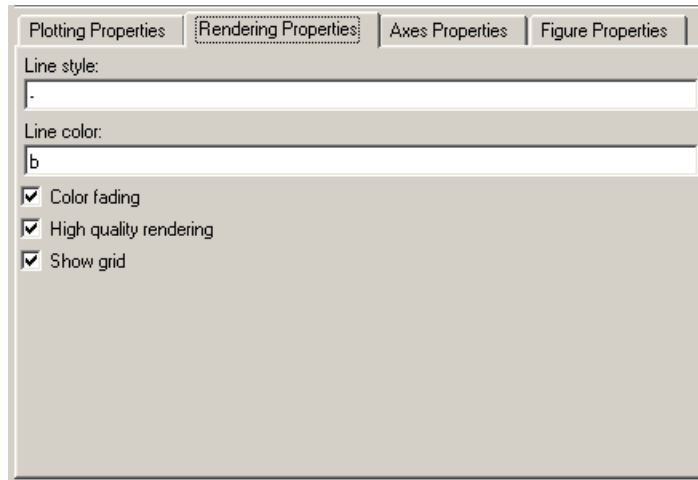 Plotting Properties Rendering Properties Axes Properties Figure Properties
Line style:
-
Line color:
b
Color fading
High quality rendering
Show grid